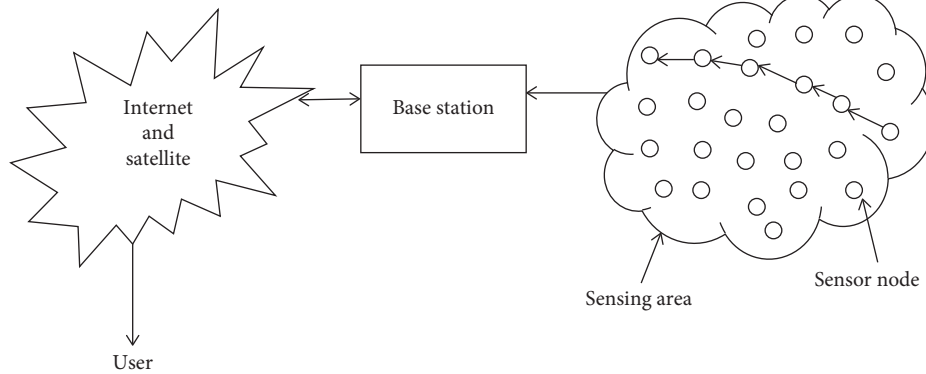 Internet
and
satellite
Base station
Sensing area
Sensor node
User